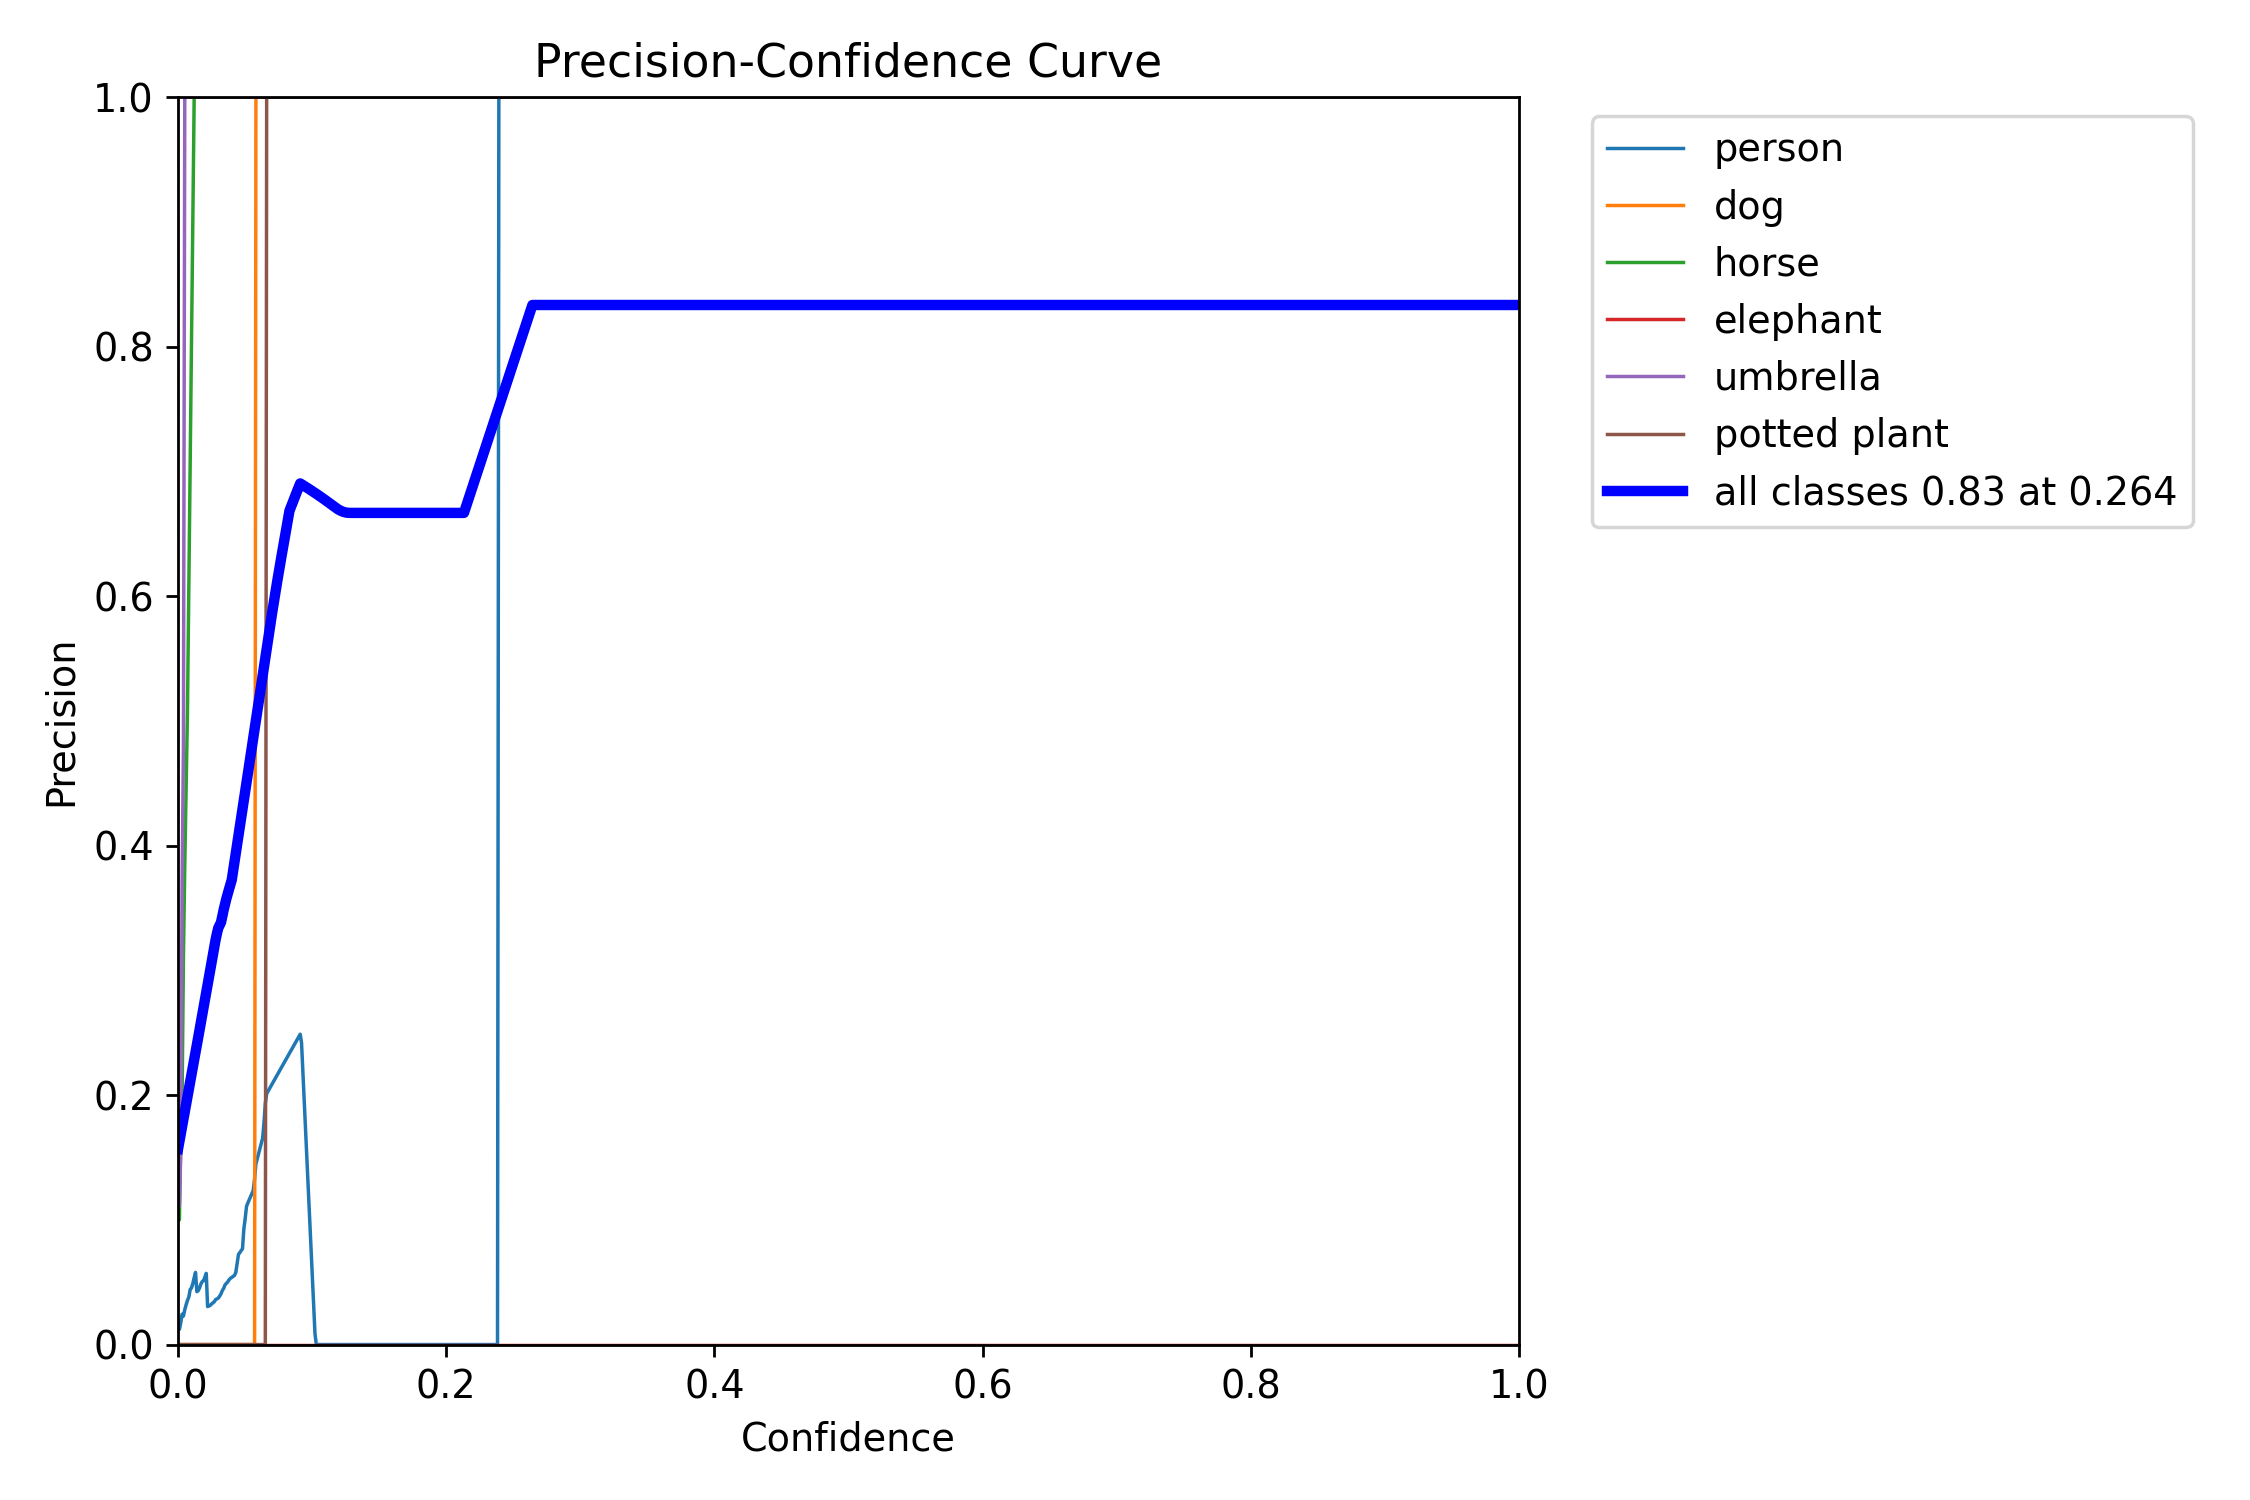 Precision-Confidence Curve
1.0
0.8
0.6
0.4
0.2
0.0
Precision
0.0 0.2 0.4 0.6 0.8 1.0
Confidence
person
dog
horse
elephant
umbrella
potted plant
all classes 0.83 at 0.264